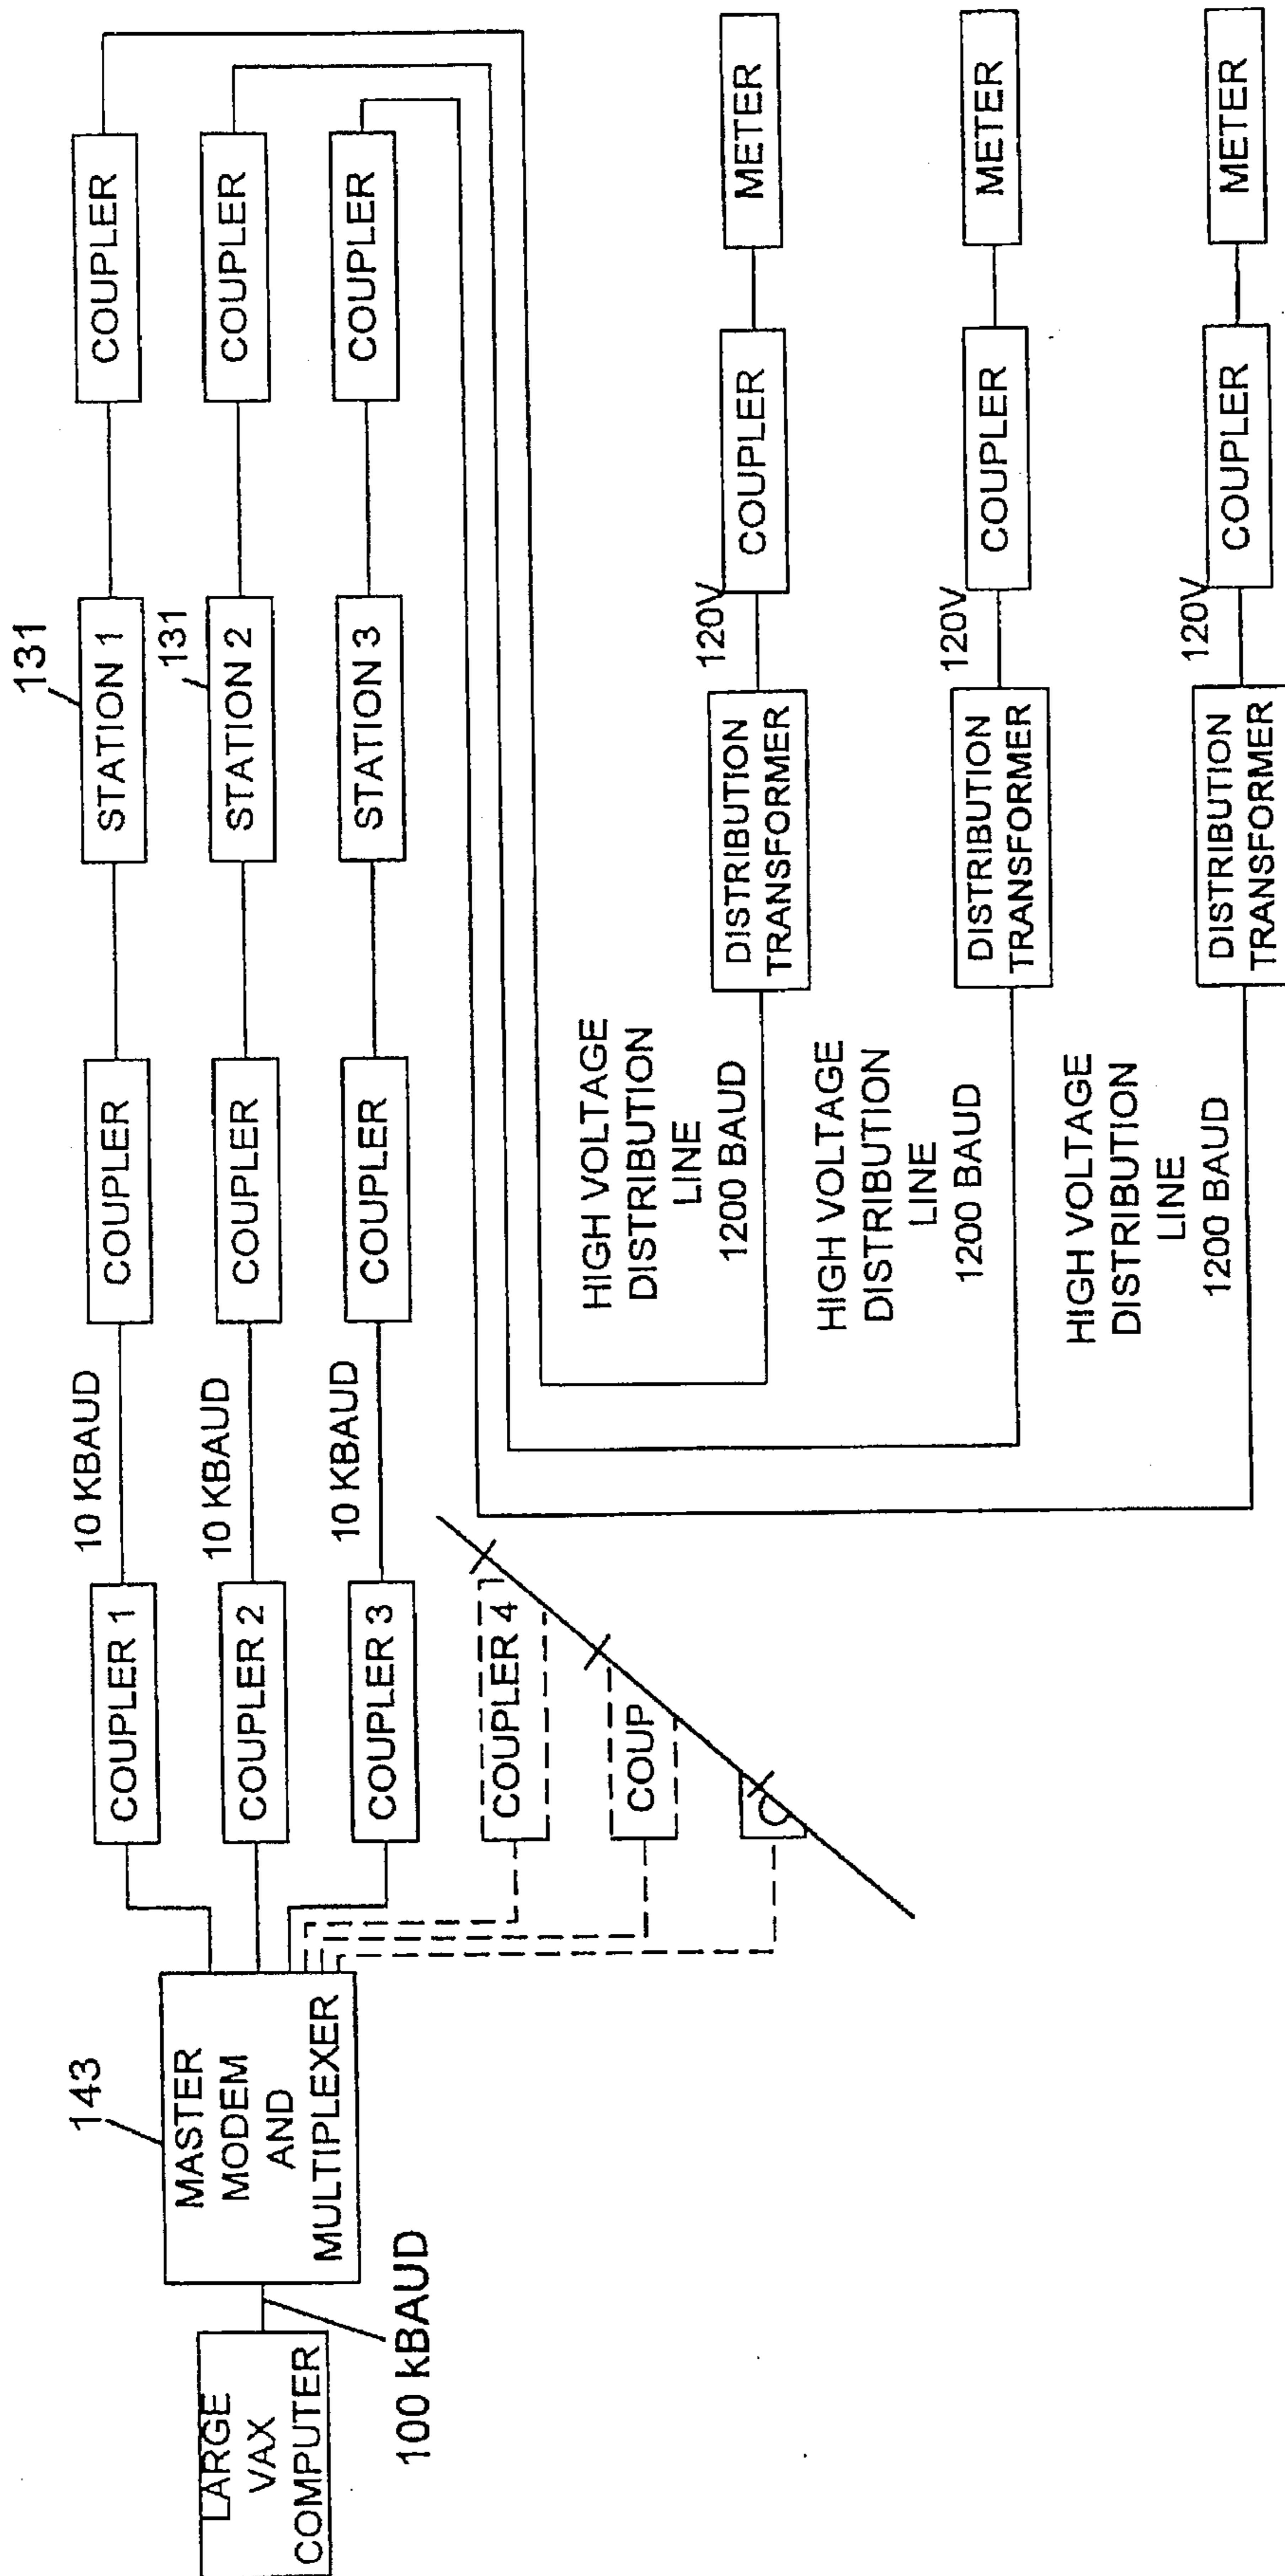 LARGE
VAX
COMPUTER
100 kBAUD
143
MASTER
MODEM
AND
MULTIPLEXER
COUPLER 1
10 KBAUD
COUPLER
131
STATION 1
COUPLER
COUPLER 2
10 KBAUD
COUPLER
131
STATION 2
COUPLER
COUPLER 3
10 KBAUD
COUPLER
STATION 3
COUPLER
COUPLER 4
COUP
C
HIGH VOLTAGE
DISTRIBUTION
LINE
1200 BAUD
DISTRIBUTION
TRANSFORMER
120V
COUPLER
METER
HIGH VOLTAGE
DISTRIBUTION
LINE
1200 BAUD
DISTRIBUTION
TRANSFORMER
120V
COUPLER
METER
HIGH VOLTAGE
DISTRIBUTION
LINE
1200 BAUD
DISTRIBUTION
TRANSFORMER
120V
COUPLER
METER